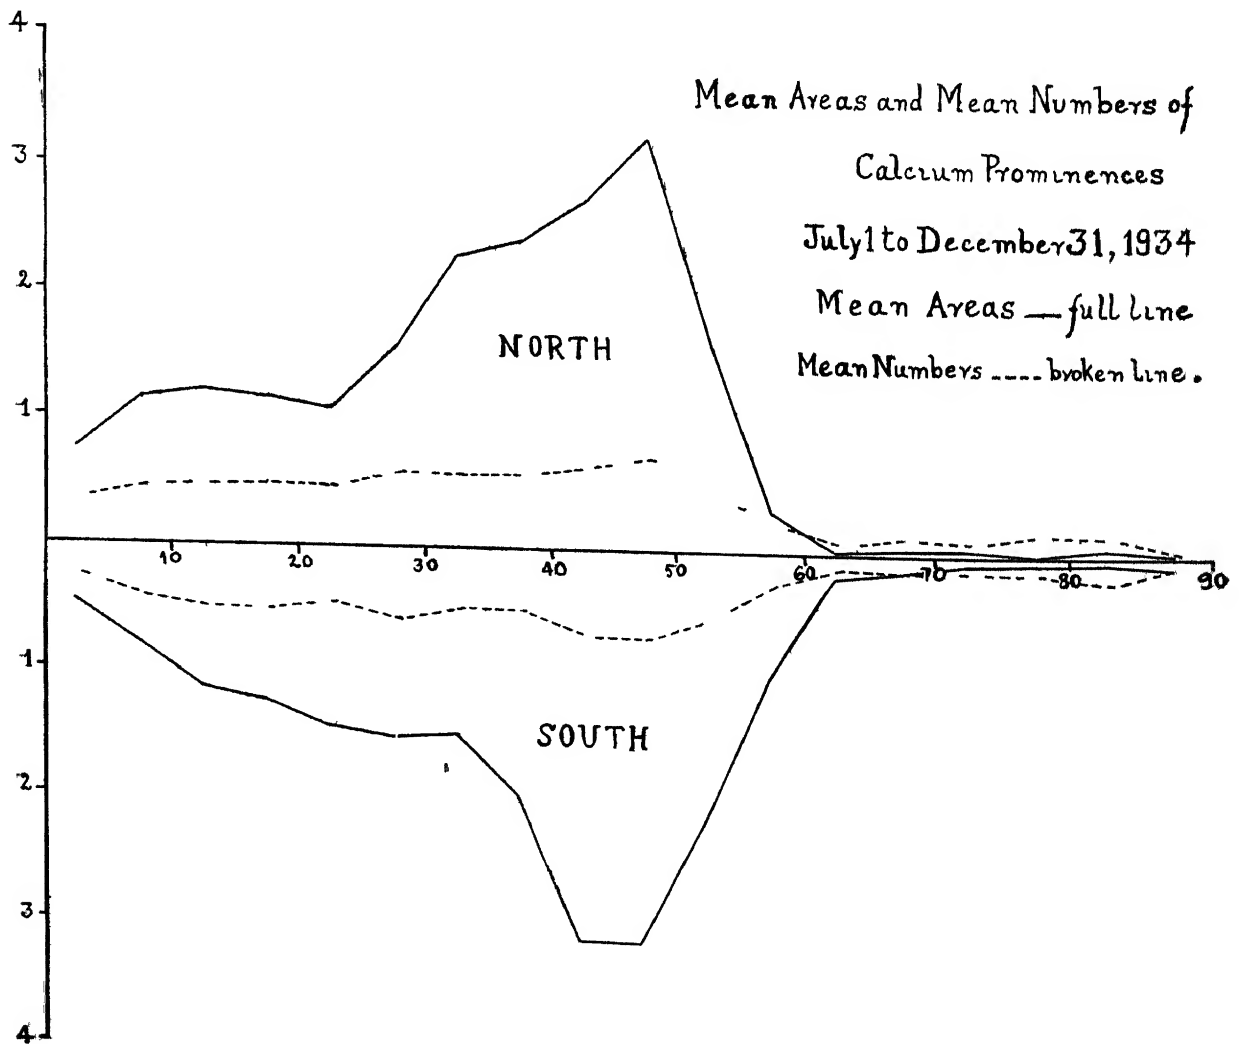 4
Mean Areas and Mean Numbers of
3
Calcium Prominences
July 1 to December 31, 1934
2
Mean Areas — full line
NORTH
Mean Numbers ---- broken line.
1
10 20 30 40 50 60 70 80 90
1
SOUTH
2
3
4